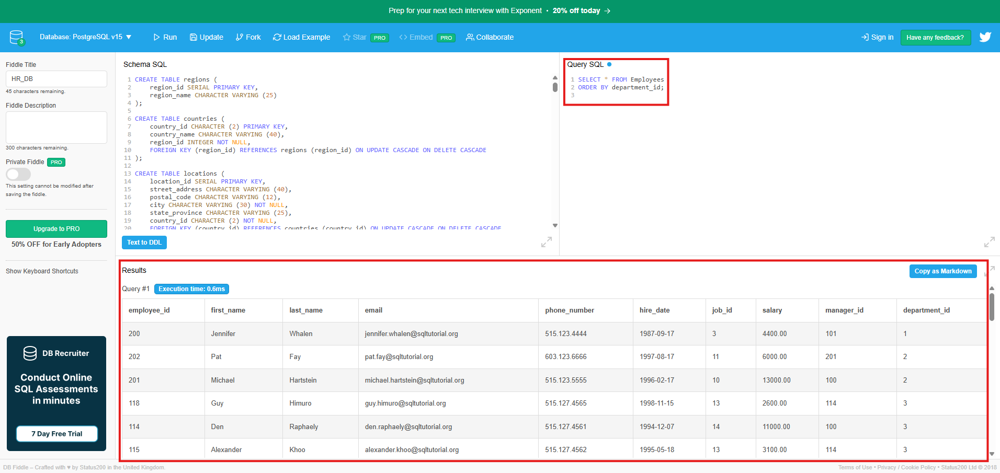 Prep for your next tech interview with Exponent • 20% off today →
3
Database: PostgreSQL v15 ▼
Run
Update
Fork
Load Example
Star PRO
Embed PRO
Collaborate
Sign in
Have any feedback?
Fiddle Title
HR_DB
45 characters remaining.
Fiddle Description
300 characters remaining.
Private Fiddle PRO
This setting cannot be modified after
saving the fiddle.
Upgrade to PRO
50% OFF for Early Adopters
Show Keyboard Shortcuts
DB Recruiter
Conduct Online
SQL Assessments
in minutes
7 Day Free Trial
Schema SQL
1 CREATE TABLE regions (
2 region_id SERIAL PRIMARY KEY,
3 region_name CHARACTER VARYING (25)
4 );
5
6 CREATE TABLE countries (
7 country_id CHARACTER (2) PRIMARY KEY,
8 country_name CHARACTER VARYING (40),
9 region_id INTEGER NOT NULL,
10 FOREIGN KEY (region_id) REFERENCES regions (region_id) ON UPDATE CASCADE ON DELETE CASCADE
11 );
12
13 CREATE TABLE locations (
14 location_id SERIAL PRIMARY KEY,
15 street_address CHARACTER VARYING (40),
16 postal_code CHARACTER VARYING (12),
17 city CHARACTER VARYING (30) NOT NULL,
18 state_province CHARACTER VARYING (25),
19 country_id CHARACTER (2) NOT NULL,
20 FOREIGN KEY (country_id) REFERENCES countries (country_id) ON UPDATE CASCADE ON DELETE CASCADE
Text to DDL
Query SQL
1 SELECT * FROM Employees
2 ORDER BY department_id;
3
Results
Copy as Markdown
Query #1 Execution time: 0.6ms
employee_id first_name last_name email phone_number hire_date job_id salary manager_id department_id
200 Jennifer Whalen jennifer.whalen@sqltutorial.org 515.123.4444 1987-09-17 3 4400.00 101 1
202 Pat Fay pat.fay@sqltutorial.org 603.123.6666 1997-08-17 11 6000.00 201 2
201 Michael Hartstein michael.hartstein@sqltutorial.org 515.123.5555 1996-02-17 10 13000.00 100 2
118 Guy Himuro guy.himuro@sqltutorial.org 515.127.4565 1998-11-15 13 2600.00 114 3
114 Den Raphaely den.raphaely@sqltutorial.org 515.127.4561 1994-12-07 14 11000.00 100 3
115 Alexander Khoo alexander.khoo@sqltutorial.org 515.127.4562 1995-05-18 13 3100.00 114 3
DB Fiddle – Crafted with ♥ by Status200 in the United Kingdom.
Terms of Use • Privacy / Cookie Policy • Status200 Ltd © 2018